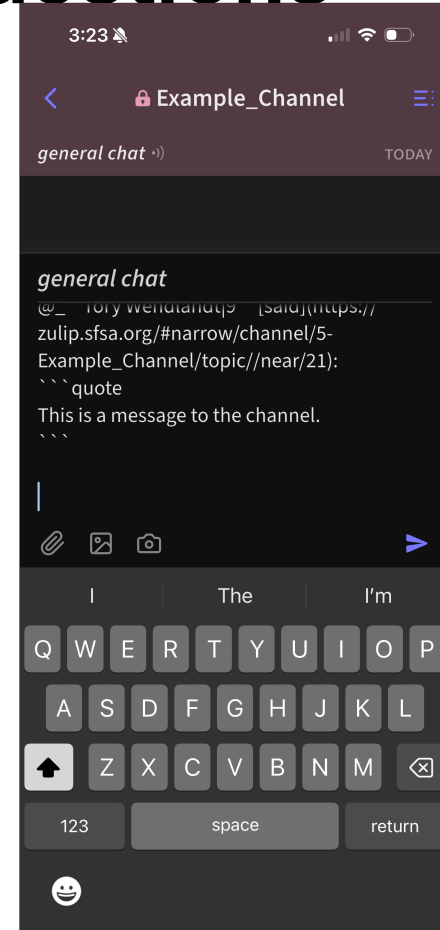 3:23
Example_Channel
general chat
TODAY
general chat
zulip.sfsa.org/#narrow/channel/5-
Example_Channel/topic//near/21):
```quote
This is a message to the channel.
```
I The I'm
Q W E R T Y U I O P
A S D F G H J K L
Z X C V B N M
123 space return